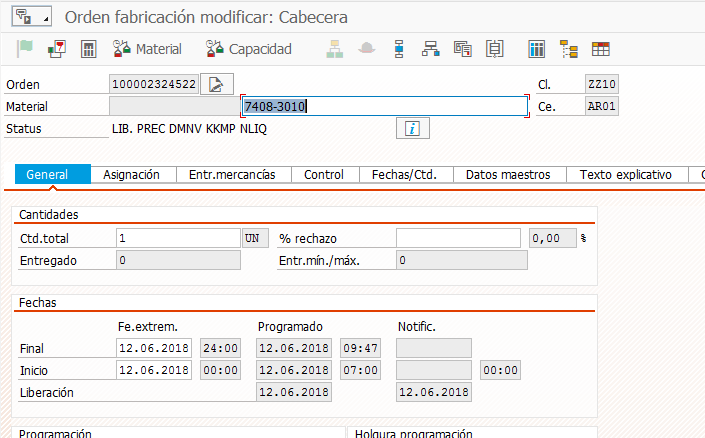 Orden fabricación modificar: Cabecera
Material Capacidad
Orden 100002324522 Cl. ZZ10
Material 7408-3010 Ce. AR01
Status LIB. PREC DMNV KKMP NLIQ
General Asignación Entr.mercancías Control Fechas/Ctd. Datos maestros Texto explicativo
Cantidades
Ctd.total 1 UN % rechazo 0,00 %
Entregado 0 Entr.mín./máx. 0
Fechas
Fe.extrem. Programado Notific.
Final 12.06.2018 24:00 12.06.2018 09:47
Inicio 12.06.2018 00:00 12.06.2018 07:00 00:00
Liberación 12.06.2018 12.06.2018
Programación Holgura programación